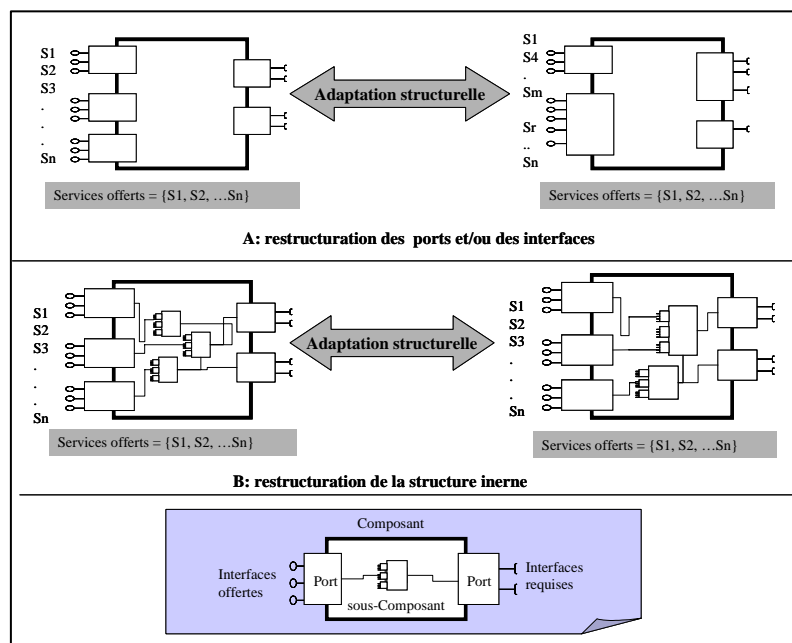 S1
S2
S3
.
.
.
Sn
Adaptation structurelle
S1
S4
.
Sm
Sr
..
Sn
Services offerts = {S1, S2, …Sn}
Services offerts = {S1, S2, …Sn}
A: restructuration des ports et/ou des interfaces
S1
S2
S3
.
.
.
Sn
Adaptation structurelle
S1
S2
S3
.
.
.
Sn
Services offerts = {S1, S2, …Sn}
Services offerts = {S1, S2, …Sn}
B: restructuration de la structure inerne
Composant
Interfaces
offertes
Port
sous-Composant
Port
Interfaces
requises